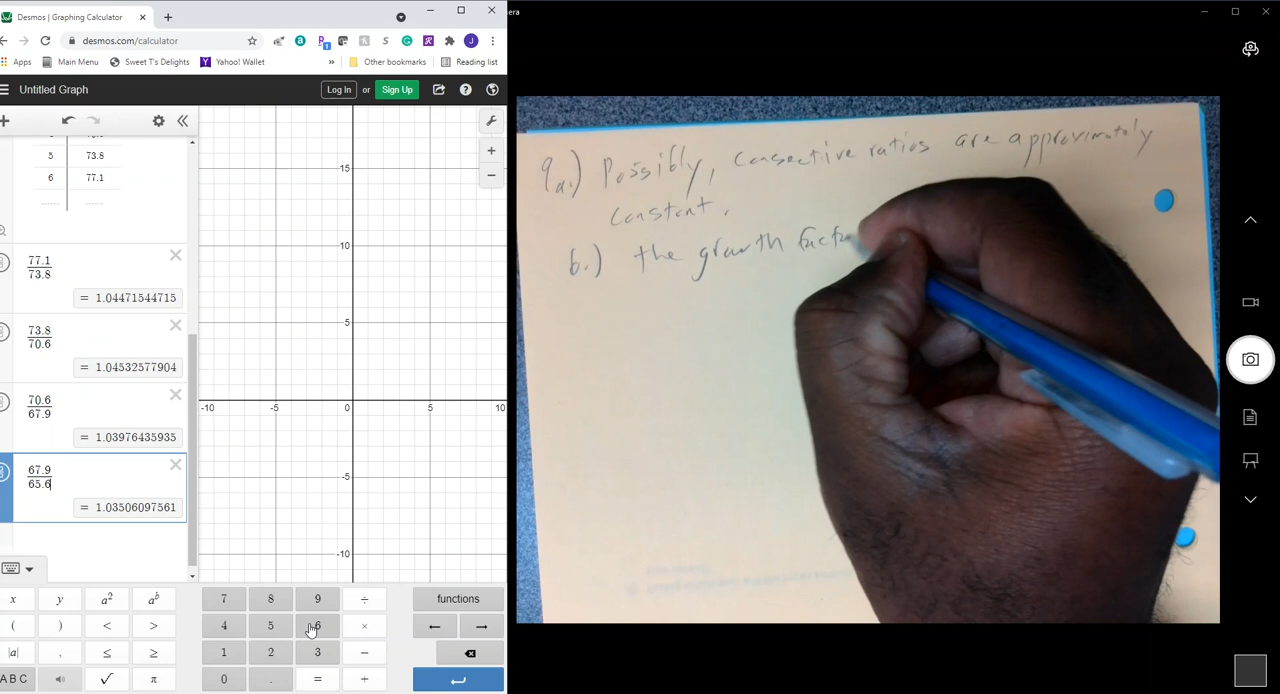 Desmos | Graphing Calculator
desmos.com/calculator
Apps Main Menu Sweet T's Delights Yahoo! Wallet » Other bookmarks Reading list
Untitled Graph Log In or Sign Up
5 73.8
6 77.1
77.1
73.8
= 1.04471544715
73.8
70.6
= 1.04532577904
70.6
67.9
= 1.03976435935
67.9
65.6
= 1.03506097561
15
10
5
-10 -5 0 5 10
-5
-10
x y a² aᵇ 7 8 9 ÷ functions
( ) < > 4 5 6 × ← →
|a| , ≤ ≥ 1 2 3 −
A B C √ π 0 . = +
era
9a.) Possibly, consective ratios are approximately
constant.
b.) the growth facto